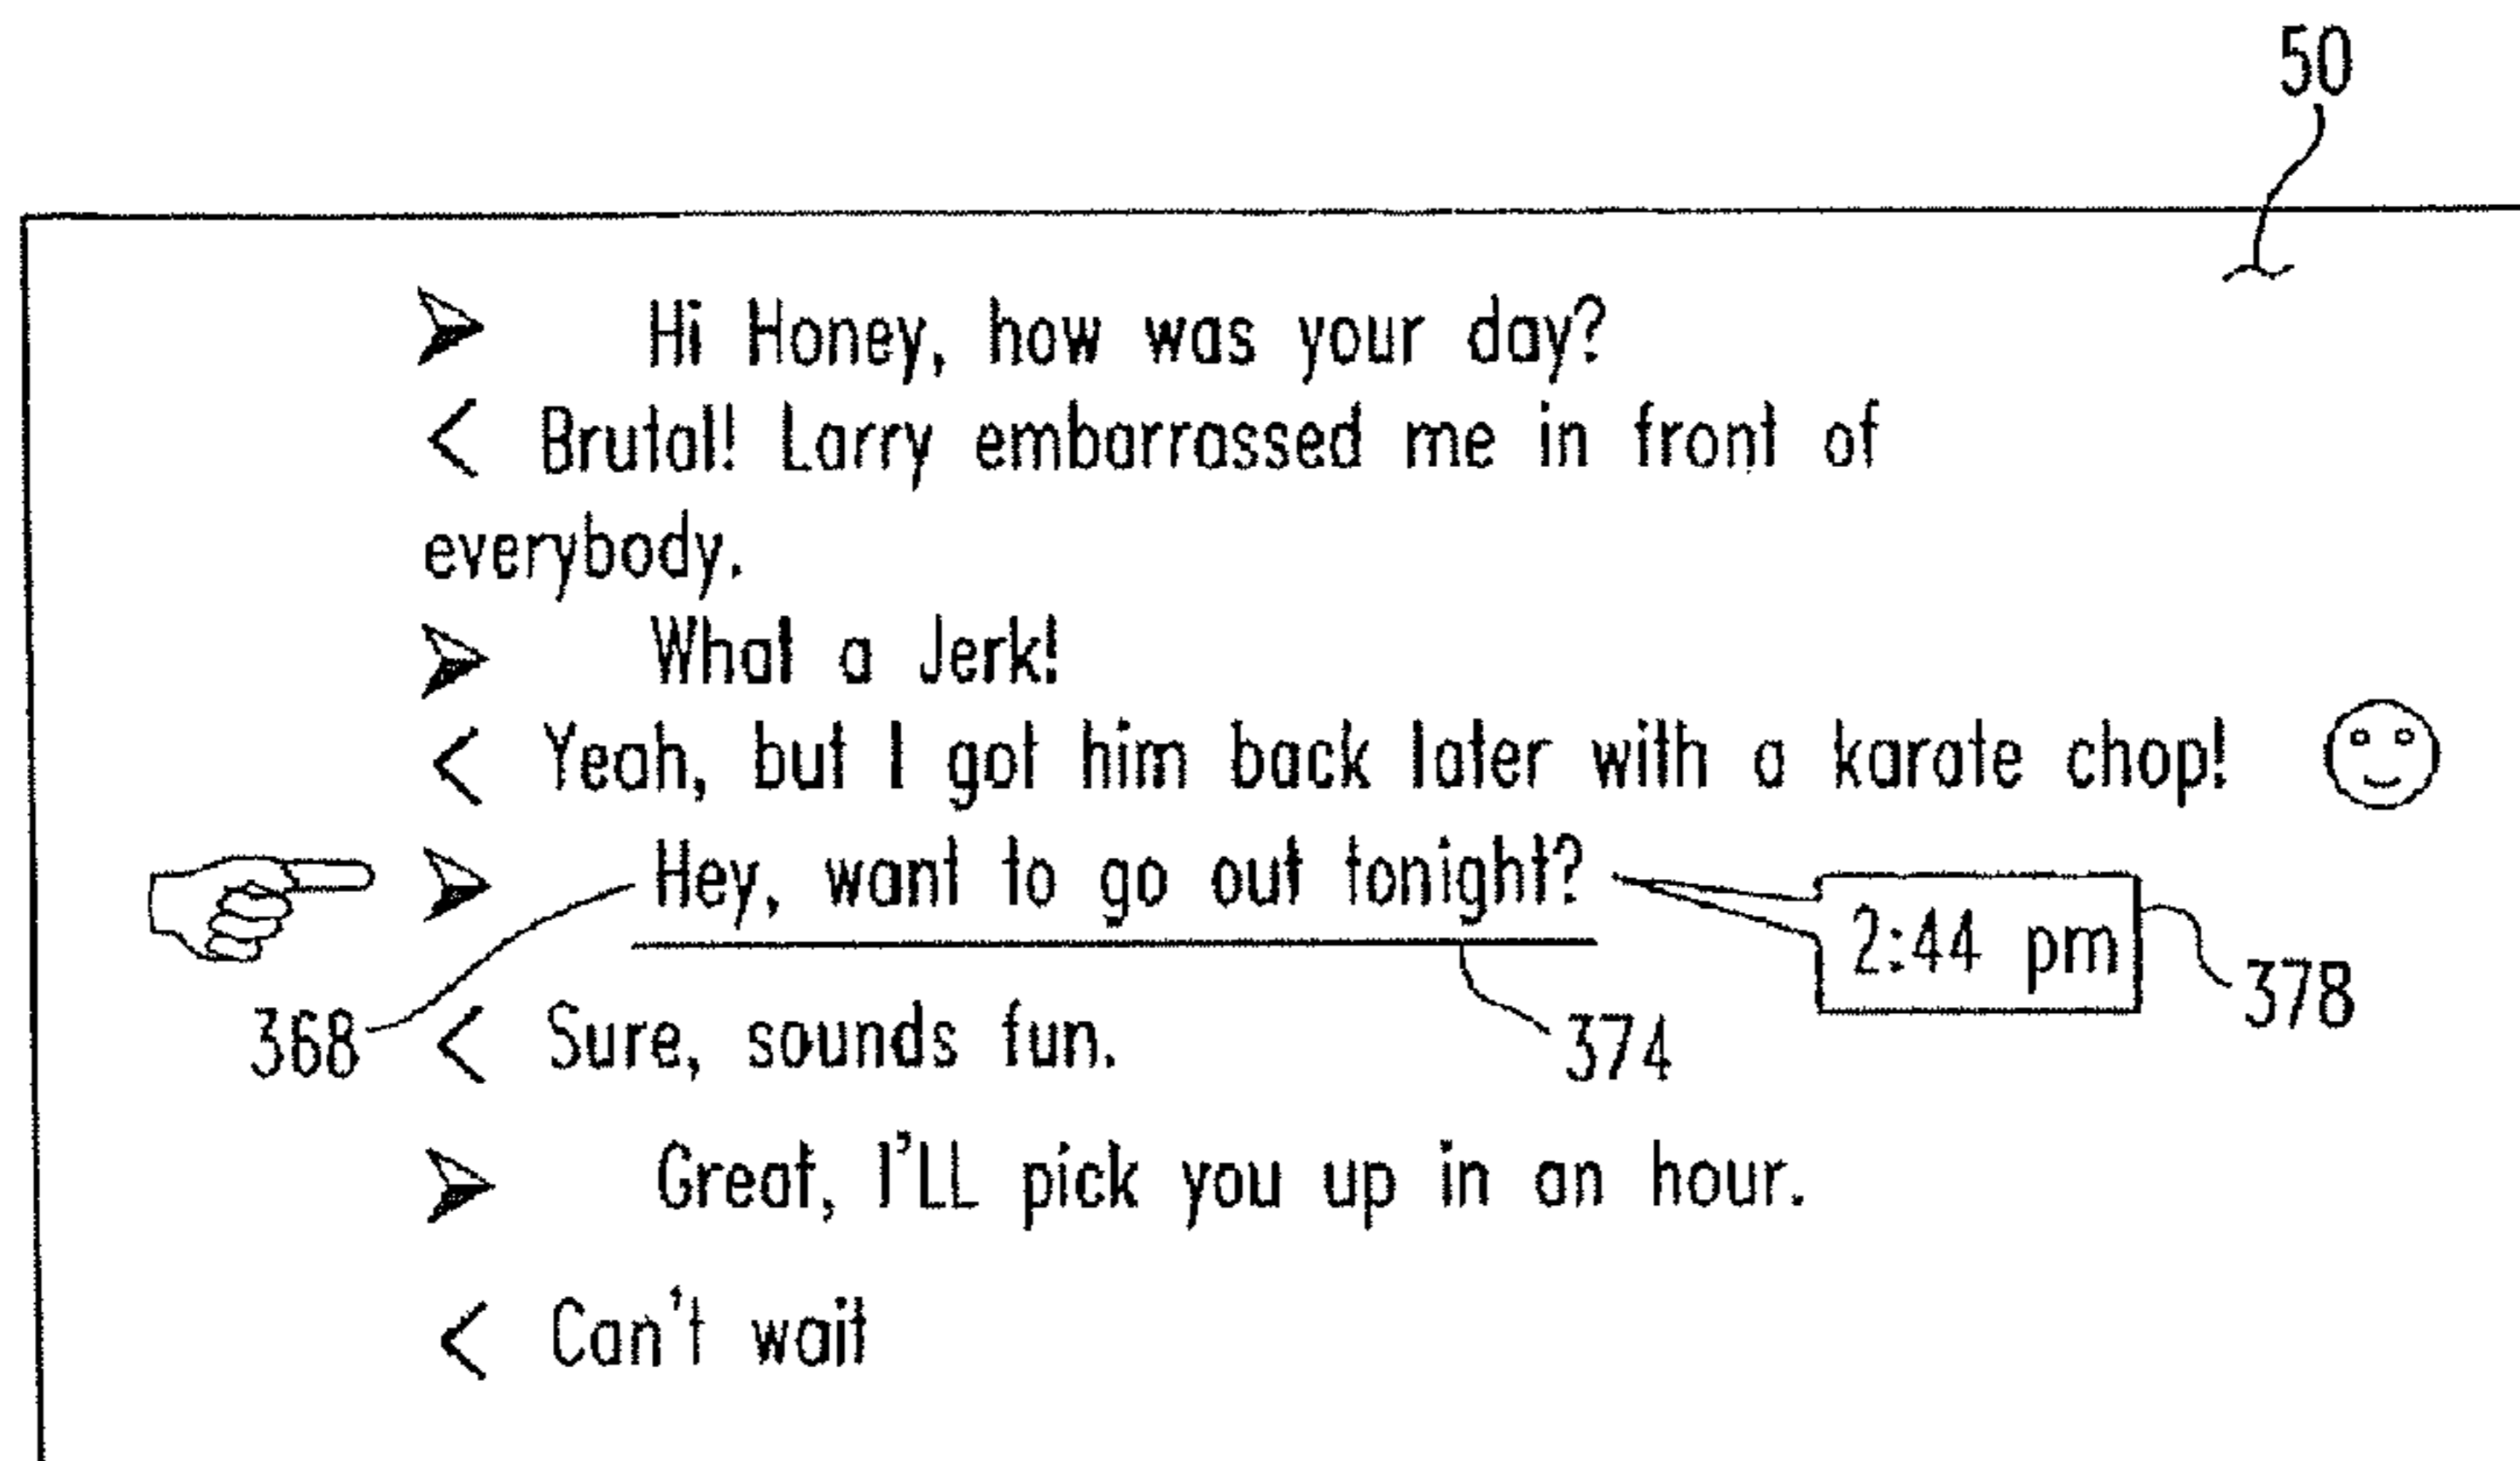 50
➢ Hi Honey, how was your day?
< Brutal! Larry embarrassed me in front of
everybody.
➢ What a Jerk!
< Yeah, but I got him back later with a karate chop!
➢ Hey, want to go out tonight?
2:44 pm
378
368
< Sure, sounds fun.
374
➢ Great, I'LL pick you up in an hour.
< Can't wait